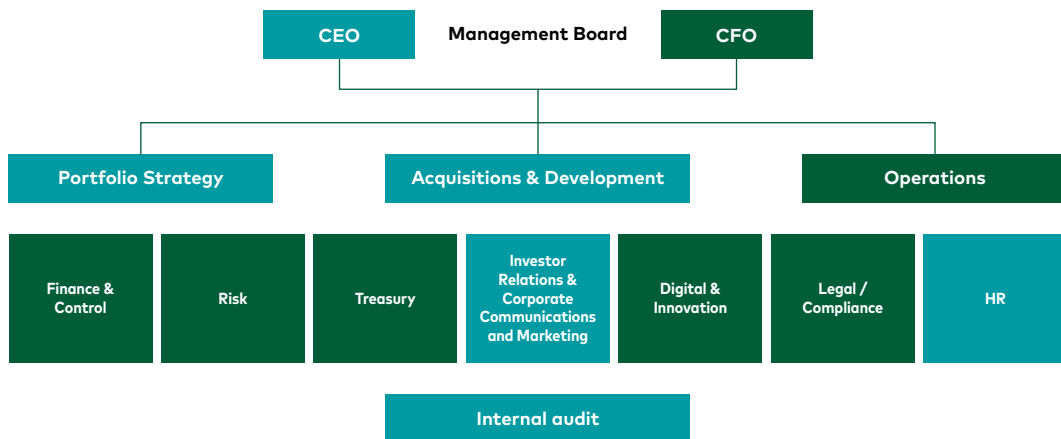 CEO
Management Board
CFO
Portfolio Strategy
Acquisitions & Development
Operations
Finance &
Control
Risk
Treasury
Investor
Relations &
Corporate
Communications
and Marketing
Digital &
Innovation
Legal /
Compliance
HR
Internal audit